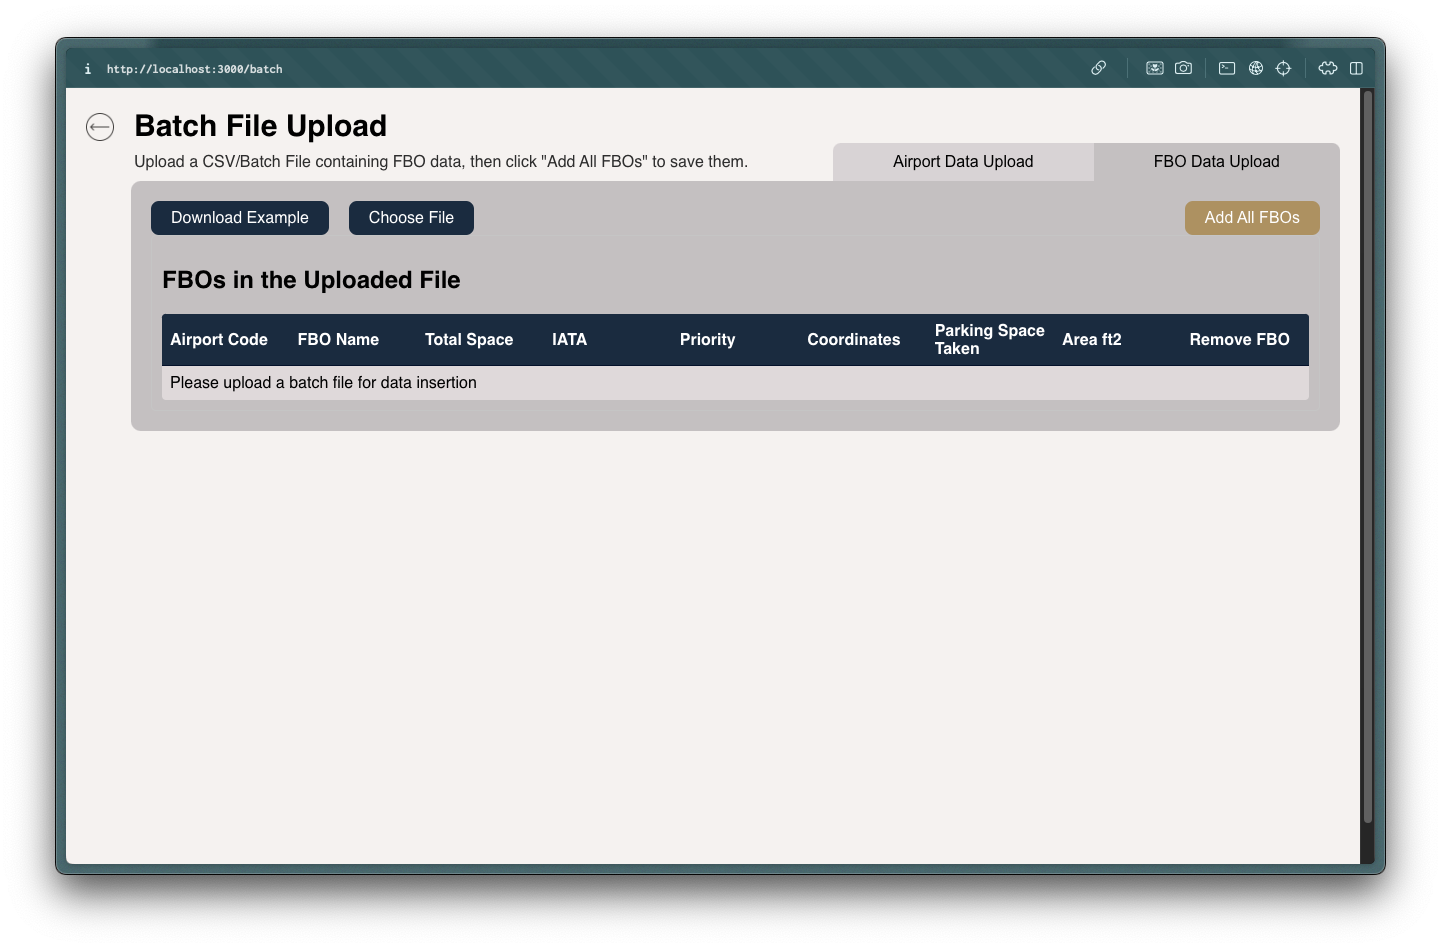 i http://localhost:3000/batch
Batch File Upload
Upload a CSV/Batch File containing FBO data, then click "Add All FBOs" to save them.
Airport Data Upload
FBO Data Upload
Download Example
Choose File
Add All FBOs
FBOs in the Uploaded File
Airport Code
FBO Name
Total Space
IATA
Priority
Coordinates
Parking Space
Taken
Area ft2
Remove FBO
Please upload a batch file for data insertion